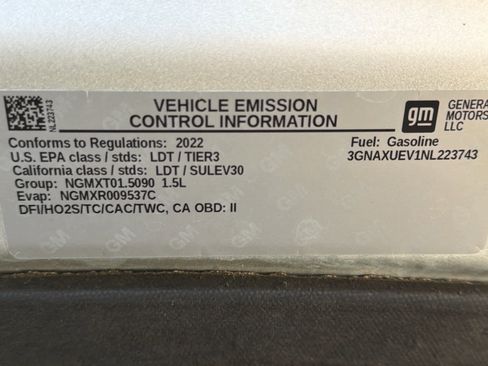 NL223743
VEHICLE EMISSION
CONTROL INFORMATION
gm
GENERAL
MOTORS
LLC
Conforms to Regulations: 2022
Fuel: Gasoline
U.S. EPA class / stds: LDT / TIER3
3GNAXUEV1NL223743
California class / stds: LDT / SULEV30
Group: NGMXT01.5090 1.5L
Evap: NGMXR009537C
DFI/HO2S/TC/CAC/TWC, CA OBD: II